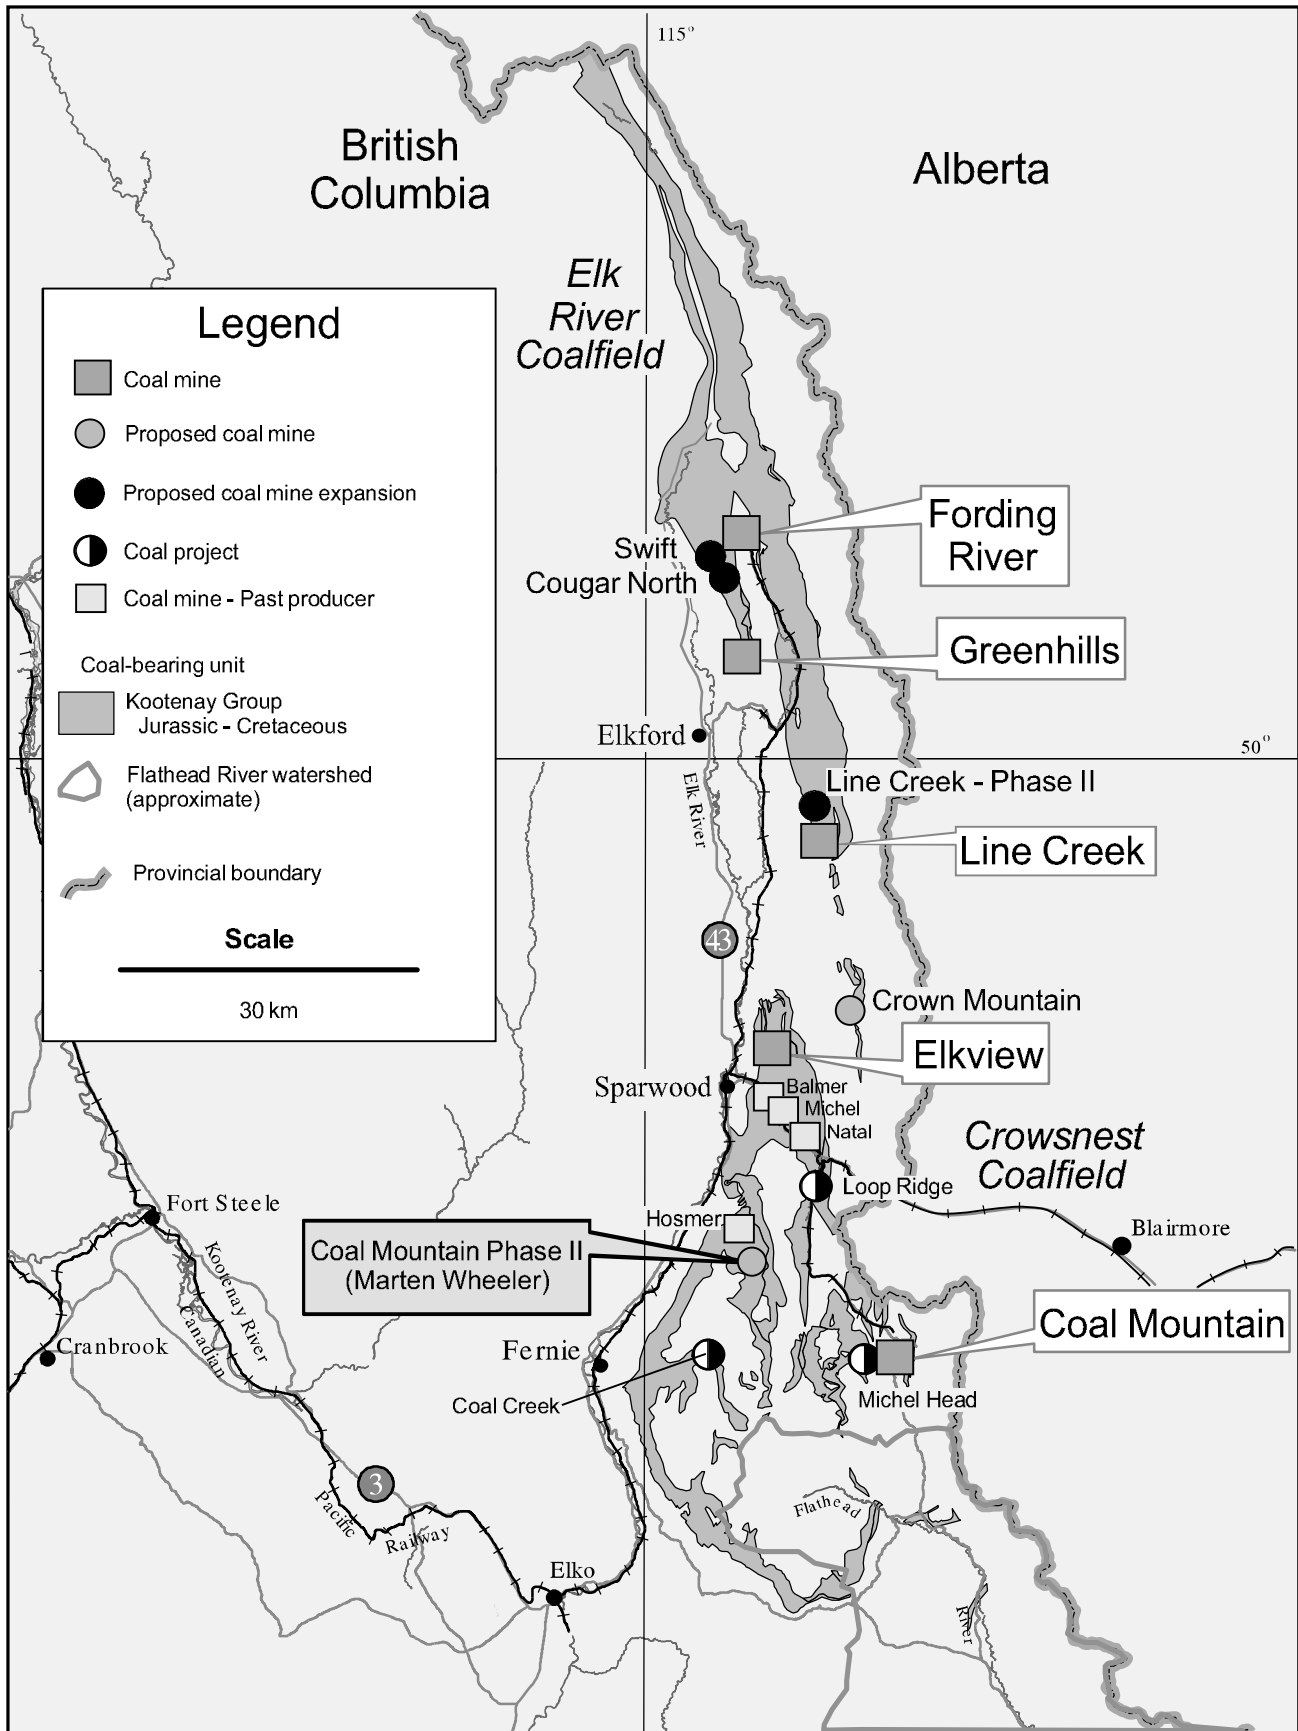 115°
British
Columbia
Alberta
Elk
River
Coalfield
Legend
Coal mine
Proposed coal mine
Proposed coal mine expansion
Coal project
Coal mine - Past producer
Coal-bearing unit
Kootenay Group
Jurassic - Cretaceous
Flathead River watershed
(approximate)
Provincial boundary
Scale
30 km
Fording
River
Swift
Cougar North
Greenhills
Elkford
50°
Elk River
Line Creek - Phase II
Line Creek
43
Crown Mountain
Elkview
Sparwood
Balmer
Michel
Natal
Crowsnest
Coalfield
Loop Ridge
Fort Steele
Hosmer
Blairmore
Coal Mountain Phase II
(Marten Wheeler)
Kootenay River
Canadian
Coal Mountain
Cranbrook
Fernie
Coal Creek
Michel Head
3
Pacific
Railway
Flathead
River
Elko